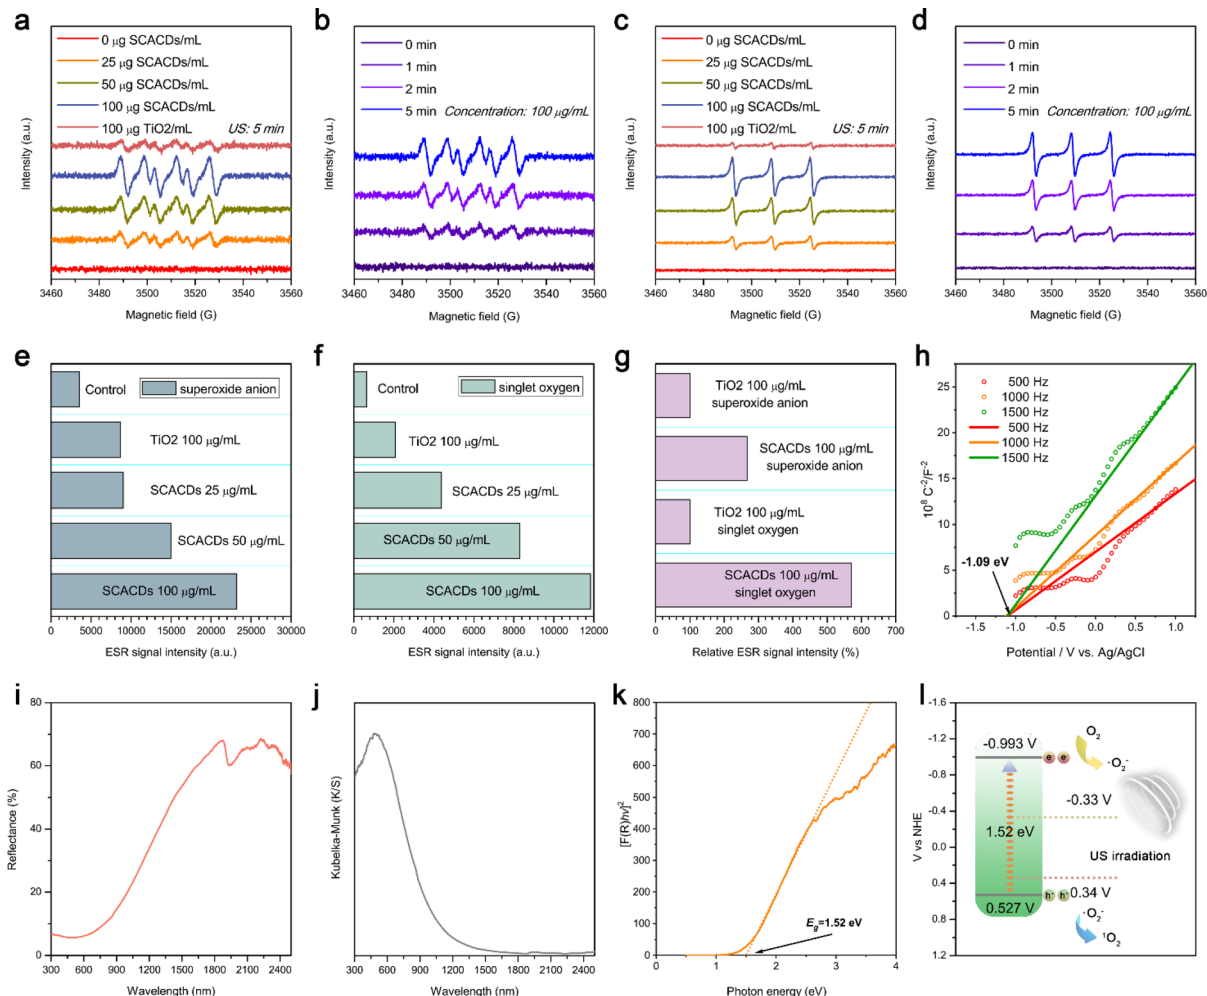 a
0 μg SCACDs/mL
25 μg SCACDs/mL
50 μg SCACDs/mL
100 μg SCACDs/mL
100 μg TiO2/mL
US: 5 min
Intensity (a.u.)
3460 3480 3500 3520 3540 3560
Magnetic field (G)
b
0 min
1 min
2 min
5 min
Concentration: 100 μg/mL
Intensity (a.u.)
3460 3480 3500 3520 3540 3560
Magnetic field (G)
c
0 μg SCACDs/mL
25 μg SCACDs/mL
50 μg SCACDs/mL
100 μg SCACDs/mL
100 μg TiO2/mL
US: 5 min
Intensity (a.u.)
3460 3480 3500 3520 3540 3560
Magnetic field (G)
d
0 min
1 min
2 min
5 min
Concentration: 100 μg/mL
Intensity (a.u.)
3460 3480 3500 3520 3540 3560
Magnetic field (G)
e
superoxide anion
Control
TiO2 100 μg/mL
SCACDs 25 μg/mL
SCACDs 50 μg/mL
SCACDs 100 μg/mL
0 5000 10000 15000 20000 25000 30000
ESR signal intensity (a.u.)
f
singlet oxygen
Control
TiO2 100 μg/mL
SCACDs 25 μg/mL
SCACDs 50 μg/mL
SCACDs 100 μg/mL
0 2000 4000 6000 8000 10000 12000
ESR signal intensity (a.u.)
g
TiO2 100 μg/mL
superoxide anion
SCACDs 100 μg/mL
superoxide anion
TiO2 100 μg/mL
singlet oxygen
SCACDs 100 μg/mL
singlet oxygen
0 100 200 300 400 500 600 700
Relative ESR signal intensity (%)
h
500 Hz
1000 Hz
1500 Hz
500 Hz
1000 Hz
1500 Hz
-1.09 eV
10⁸ C⁻²/F⁻²
25
20
15
10
5
0
-1.5 -1.0 -0.5 0.0 0.5 1.0
Potential / V vs. Ag/AgCl
i
Reflectance (%)
80
60
40
20
0
300 600 900 1200 1500 1800 2100 2400
Wavelength (nm)
j
Kubelka-Munk (K/S)
300 600 900 1200 1500 1800 2100 2400
Wavelength (nm)
k
[F(R)hv]²
800
700
600
500
400
300
200
100
0
E_g=1.52 eV
0 1 2 3 4
Photon energy (eV)
l
V vs NHE
-1.6
-1.2
-0.8
-0.4
0.0
0.4
0.8
1.2
-0.993 V
e⁻ e⁻
O₂
·O₂⁻
-0.33 V
1.52 eV
US irradiation
0.34 V
0.527 V
h⁺ h⁺
·O₂⁻
¹O₂